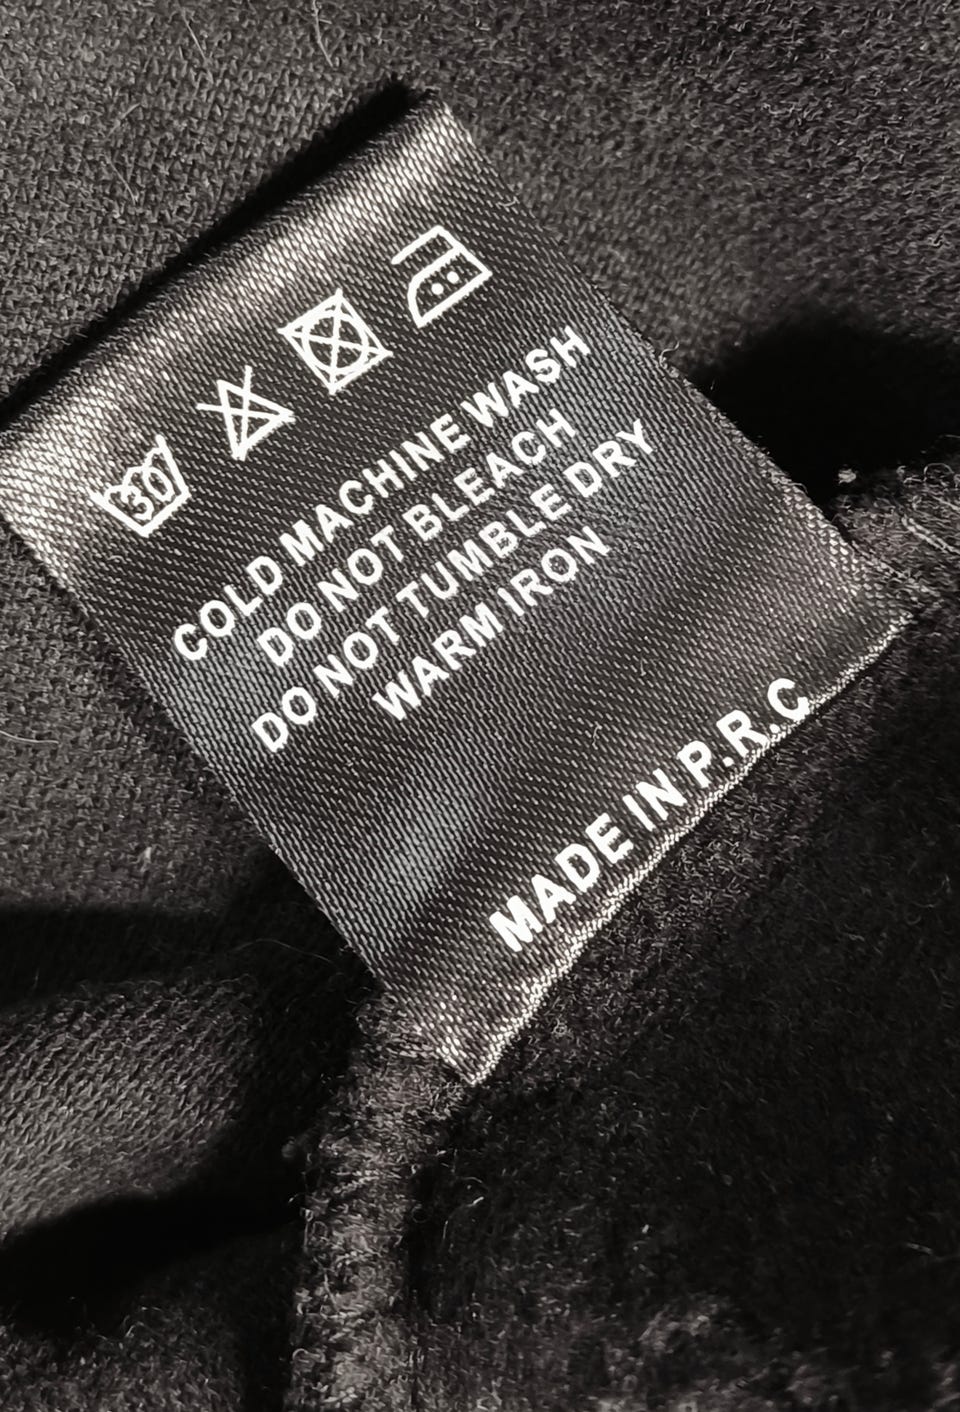 30
COLD MACHINE WASH
DO NOT BLEACH
DO NOT TUMBLE DRY
WARM IRON
MADE IN P.R.C